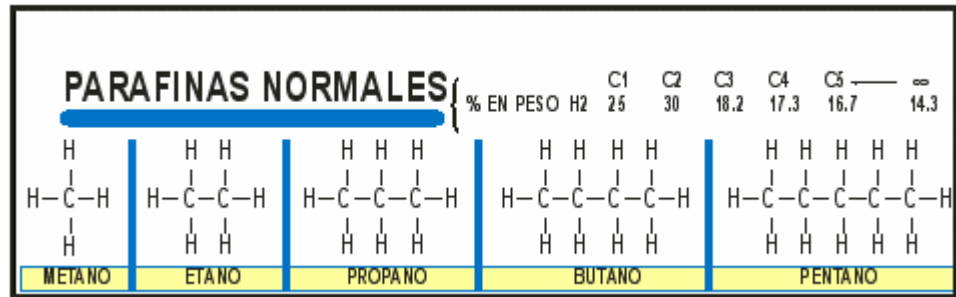 PARAFINAS NORMALES
C1 C2 C3 C4 C5 ∞
% EN PESO H2 25 30 18.2 17.3 16.7 14.3
H H H H H H H H H H H H H H H
H-C-H H-C-C-H H-C-C-C-H H-C-C-C-C-H H-C-C-C-C-C-H
H H H H H H H H H H H H H H H
METANO ETANO PROPANO BUTANO PENTANO